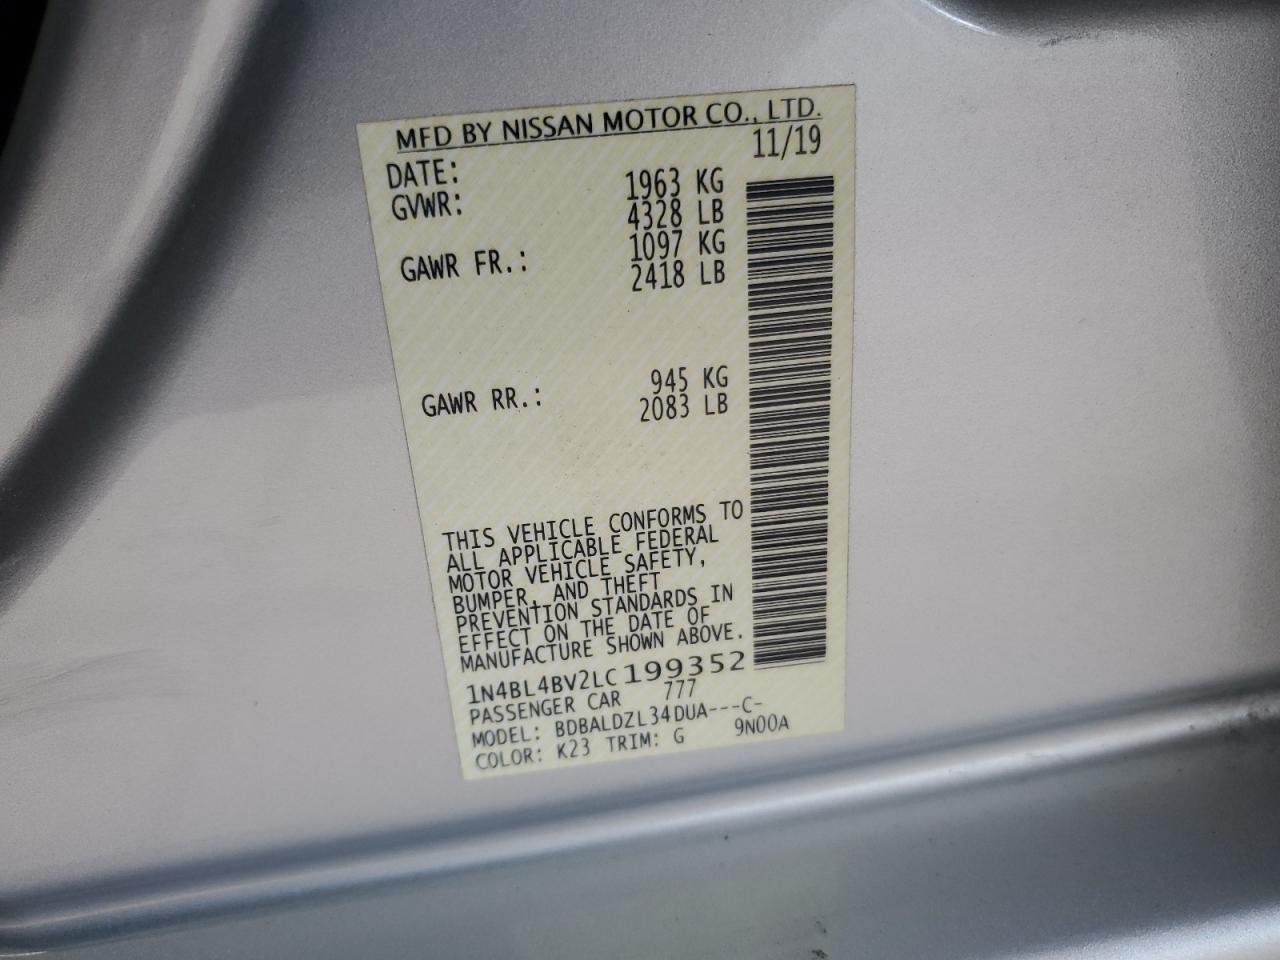 MFD BY NISSAN MOTOR CO., LTD.
DATE: 11/19
GVWR: 1963 KG
4328 LB
GAWR FR.: 1097 KG
2418 LB
GAWR RR.: 945 KG
2083 LB
THIS VEHICLE CONFORMS TO
ALL APPLICABLE FEDERAL
MOTOR VEHICLE SAFETY,
BUMPER, AND THEFT
PREVENTION STANDARDS IN
EFFECT ON THE DATE OF
MANUFACTURE SHOWN ABOVE.
1N4BL4BV2LC199352
PASSENGER CAR 777
MODEL: BDBALDZL34DUA---C-
COLOR: K23 TRIM: G 9N00A